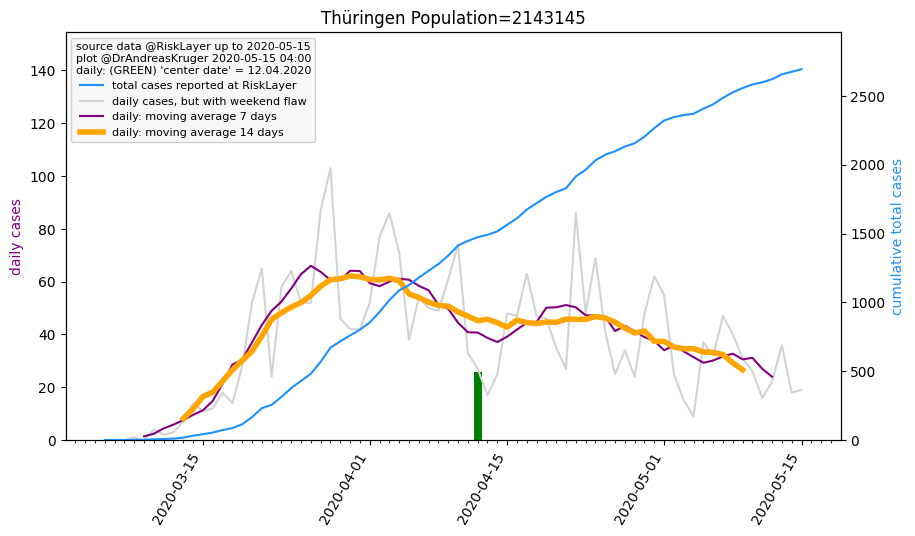 Thüringen Population=2143145
source data @RiskLayer up to 2020-05-15
plot @DrAndreasKruger 2020-05-15 04:00
daily: (GREEN) 'center date' = 12.04.2020
total cases reported at RiskLayer
daily cases, but with weekend flaw
daily: moving average 7 days
daily: moving average 14 days
daily cases
140
120
100
80
60
40
20
0
2500
2000
1500
1000
500
0
cumulative total cases
2020-03-15
2020-04-01
2020-04-15
2020-05-01
2020-05-15